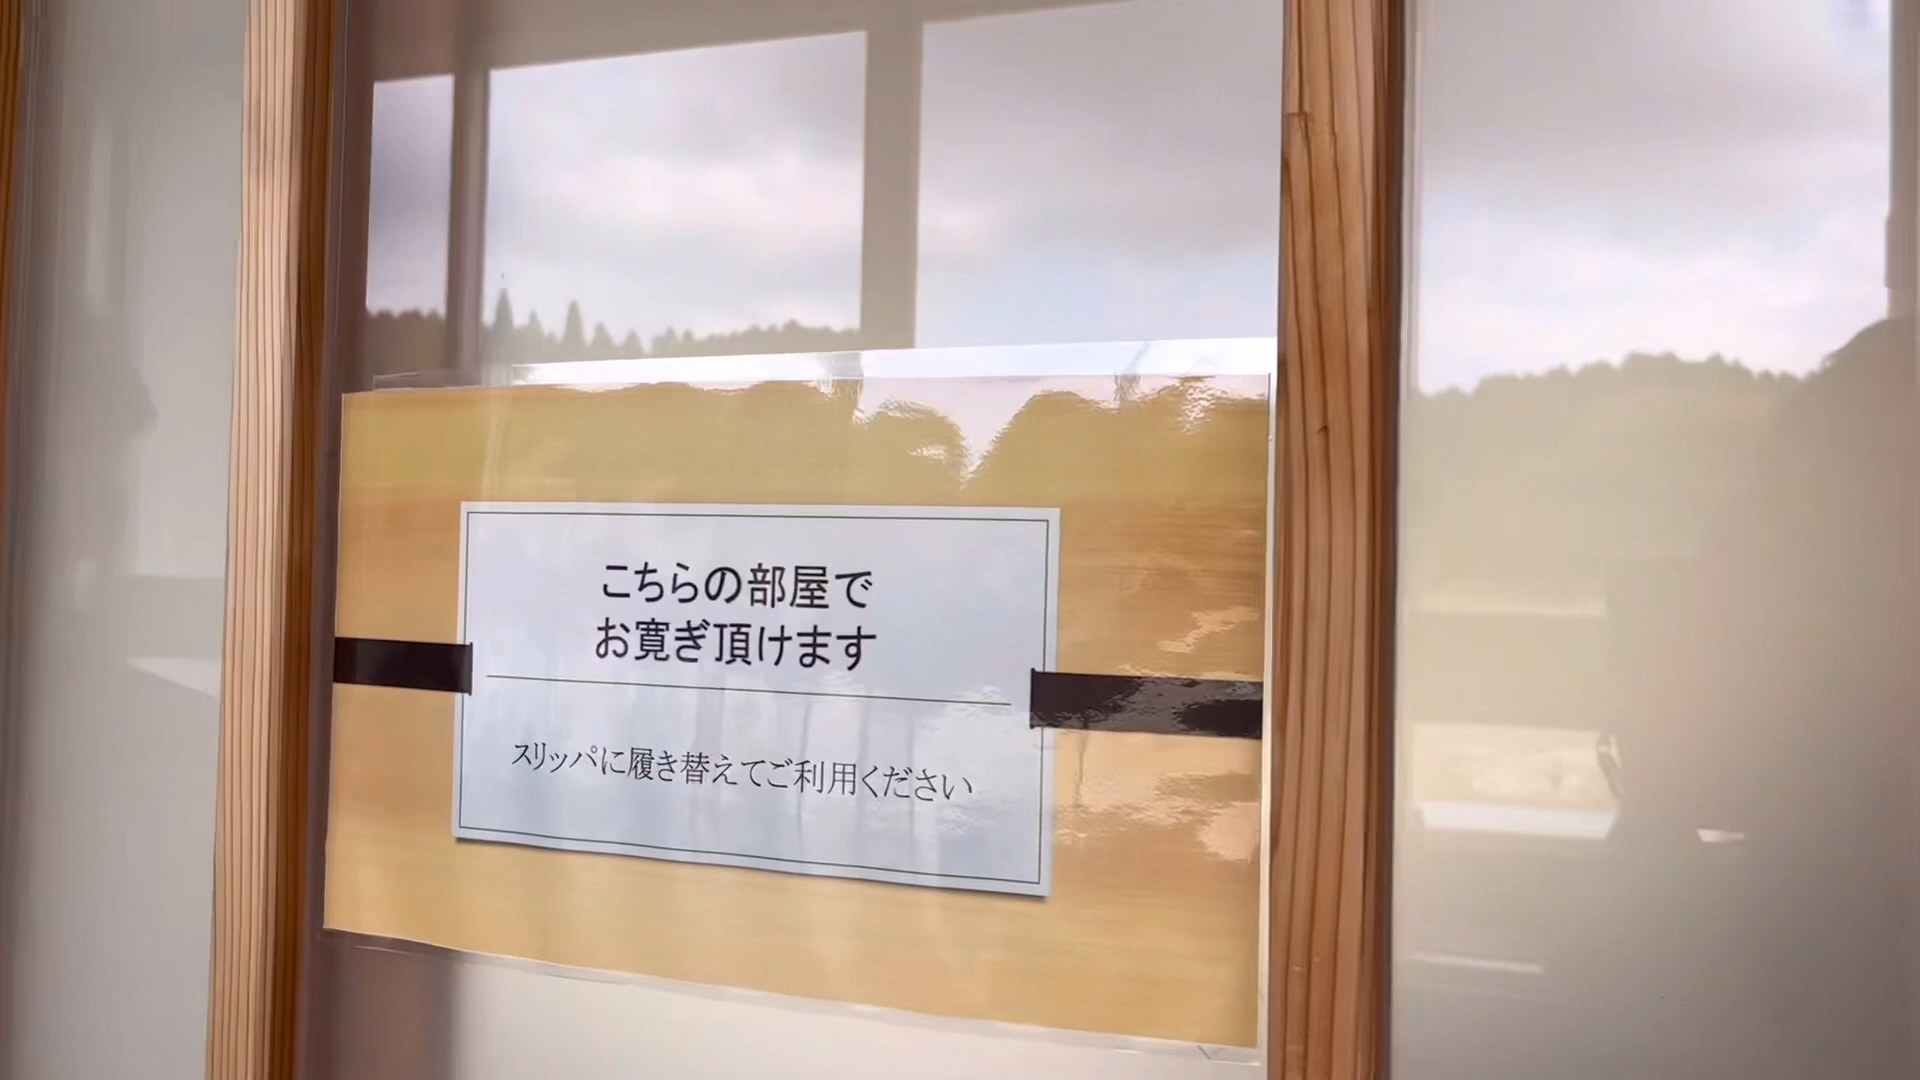 こちらの部屋で
お寛ぎ頂けます
スリッパに履き替えてご利用ください